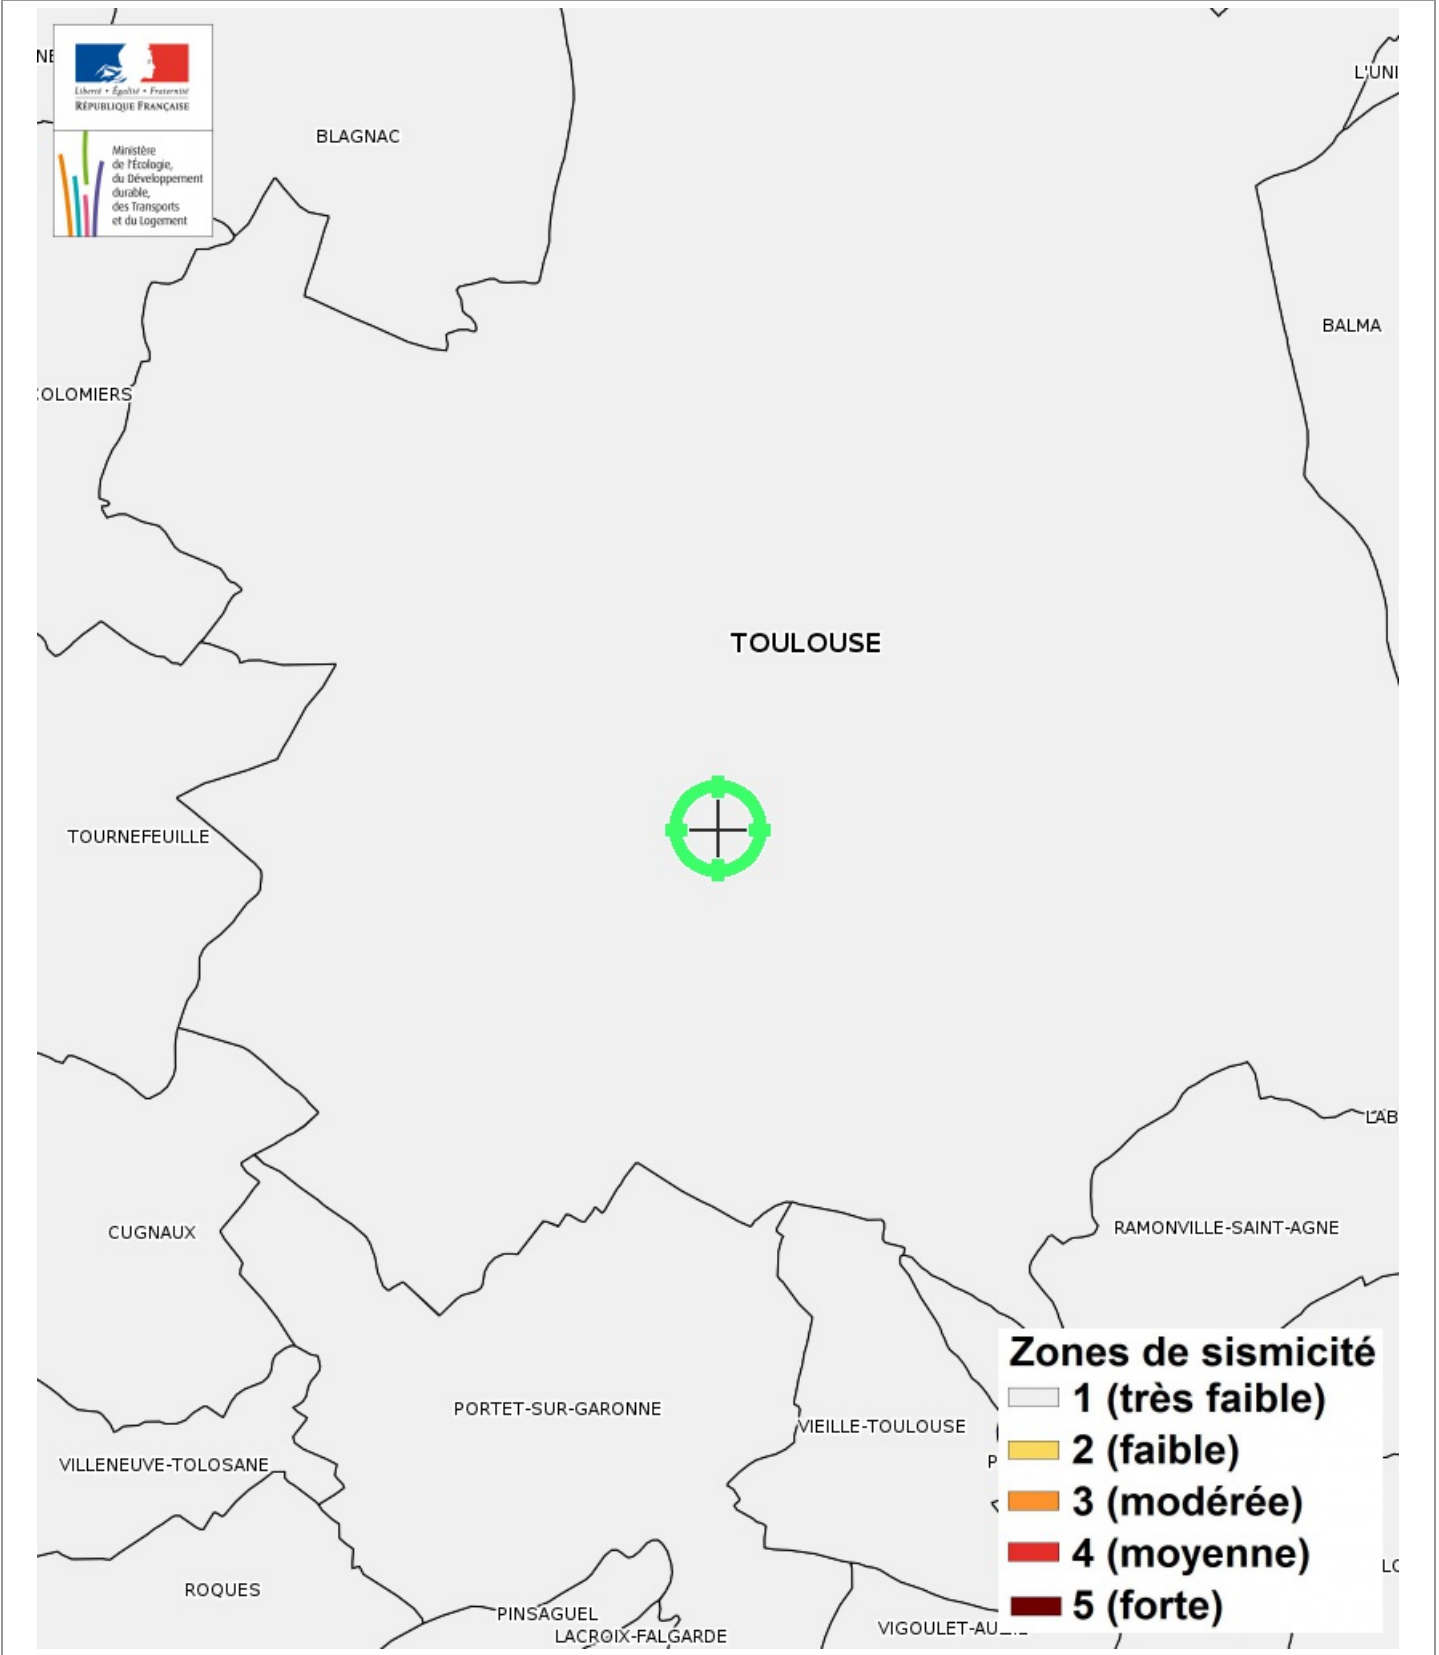 Liberté • Égalité • Fraternité
RÉPUBLIQUE FRANÇAISE
Ministère
de l'Écologie,
du Développement
durable,
des Transports
et du Logement
BLAGNAC
L'UNI
BALMA
COLOMIERS
TOULOUSE
TOURNEFEUILLE
LAB
CUGNAUX
RAMONVILLE-SAINT-AGNE
PORTET-SUR-GARONNE
VIEILLE-TOULOUSE
VILLENEUVE-TOLOSANE
ROQUES
PINSAGUEL
LACROIX-FALGARDE
Zones de sismicité
1 (très faible)
2 (faible)
3 (modérée)
4 (moyenne)
5 (forte)